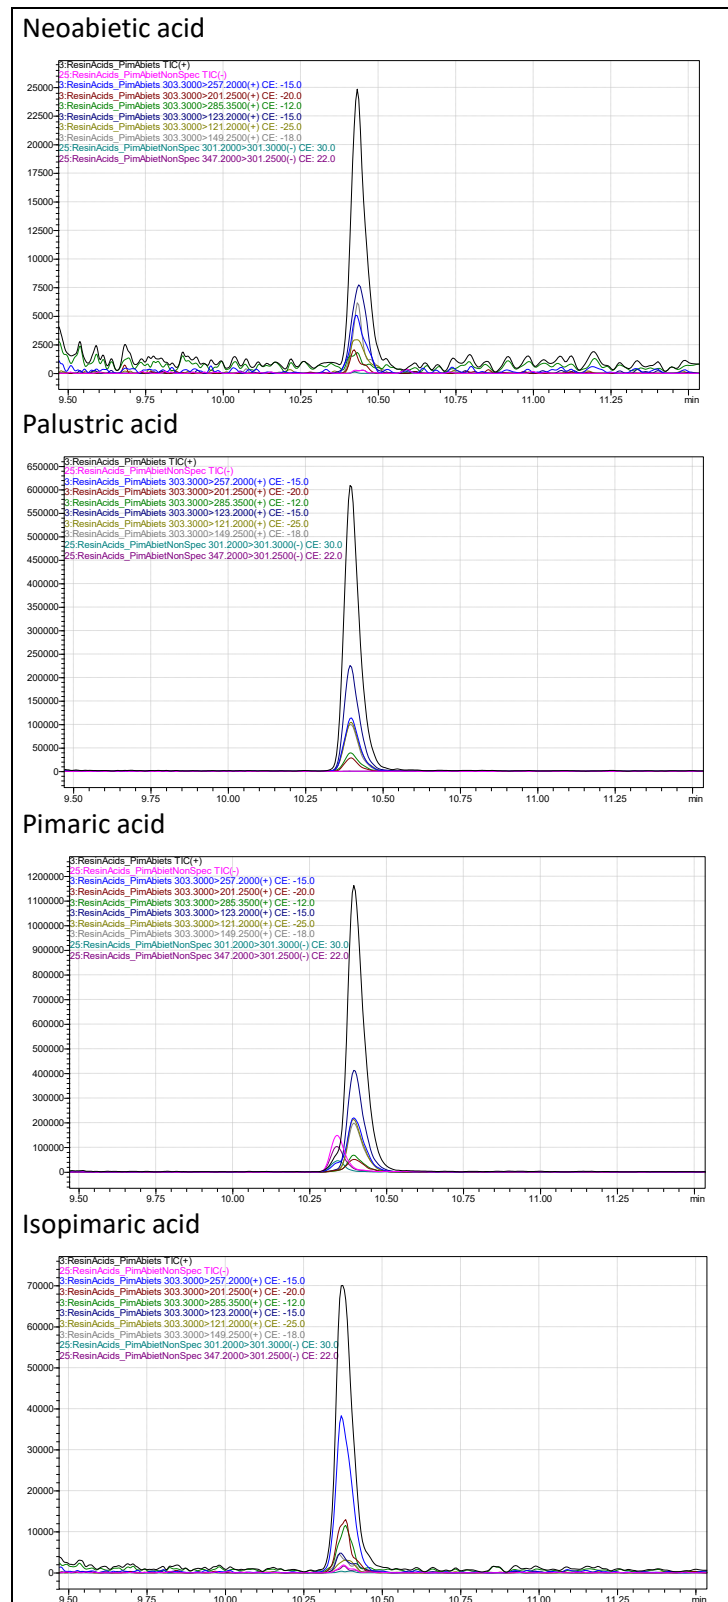 Neoabietic acid
3:ResinAcids_PimAbiets TIC(+)
25:ResinAcids_PimAbietNonSpec TIC(-)
3:ResinAcids_PimAbiets 303.3000>257.2000(+) CE: -15.0
3:ResinAcids_PimAbiets 303.3000>201.2500(+) CE: -20.0
3:ResinAcids_PimAbiets 303.3000>285.3500(+) CE: -12.0
3:ResinAcids_PimAbiets 303.3000>123.2000(+) CE: -15.0
3:ResinAcids_PimAbiets 303.3000>121.2000(+) CE: -25.0
3:ResinAcids_PimAbiets 303.3000>149.2500(+) CE: -18.0
25:ResinAcids_PimAbietNonSpec 301.2000>301.3000(-) CE: 30.0
25:ResinAcids_PimAbietNonSpec 347.2000>301.2500(-) CE: 22.0
25000
22500
20000
17500
15000
12500
10000
7500
5000
2500
0
9.50 9.75 10.00 10.25 10.50 10.75 11.00 11.25 min
Palustric acid
3:ResinAcids_PimAbiets TIC(+)
25:ResinAcids_PimAbietNonSpec TIC(-)
3:ResinAcids_PimAbiets 303.3000>257.2000(+) CE: -15.0
3:ResinAcids_PimAbiets 303.3000>201.2500(+) CE: -20.0
3:ResinAcids_PimAbiets 303.3000>285.3500(+) CE: -12.0
3:ResinAcids_PimAbiets 303.3000>123.2000(+) CE: -15.0
3:ResinAcids_PimAbiets 303.3000>121.2000(+) CE: -25.0
3:ResinAcids_PimAbiets 303.3000>149.2500(+) CE: -18.0
25:ResinAcids_PimAbietNonSpec 301.2000>301.3000(-) CE: 30.0
25:ResinAcids_PimAbietNonSpec 347.2000>301.2500(-) CE: 22.0
650000
600000
550000
500000
450000
400000
350000
300000
250000
200000
150000
100000
50000
0
9.50 9.75 10.00 10.25 10.50 10.75 11.00 11.25 min
Pimaric acid
3:ResinAcids_PimAbiets TIC(+)
25:ResinAcids_PimAbietNonSpec TIC(-)
3:ResinAcids_PimAbiets 303.3000>257.2000(+) CE: -15.0
3:ResinAcids_PimAbiets 303.3000>201.2500(+) CE: -20.0
3:ResinAcids_PimAbiets 303.3000>285.3500(+) CE: -12.0
3:ResinAcids_PimAbiets 303.3000>123.2000(+) CE: -15.0
3:ResinAcids_PimAbiets 303.3000>121.2000(+) CE: -25.0
3:ResinAcids_PimAbiets 303.3000>149.2500(+) CE: -18.0
25:ResinAcids_PimAbietNonSpec 301.2000>301.3000(-) CE: 30.0
25:ResinAcids_PimAbietNonSpec 347.2000>301.2500(-) CE: 22.0
1200000
1100000
1000000
900000
800000
700000
600000
500000
400000
300000
200000
100000
0
9.50 9.75 10.00 10.25 10.50 10.75 11.00 11.25 min
Isopimaric acid
3:ResinAcids_PimAbiets TIC(+)
25:ResinAcids_PimAbietNonSpec TIC(-)
3:ResinAcids_PimAbiets 303.3000>257.2000(+) CE: -15.0
3:ResinAcids_PimAbiets 303.3000>201.2500(+) CE: -20.0
3:ResinAcids_PimAbiets 303.3000>285.3500(+) CE: -12.0
3:ResinAcids_PimAbiets 303.3000>123.2000(+) CE: -15.0
3:ResinAcids_PimAbiets 303.3000>121.2000(+) CE: -25.0
3:ResinAcids_PimAbiets 303.3000>149.2500(+) CE: -18.0
25:ResinAcids_PimAbietNonSpec 301.2000>301.3000(-) CE: 30.0
25:ResinAcids_PimAbietNonSpec 347.2000>301.2500(-) CE: 22.0
70000
60000
50000
40000
30000
20000
10000
0
9.50 9.75 10.00 10.25 10.50 10.75 11.00 11.25 min